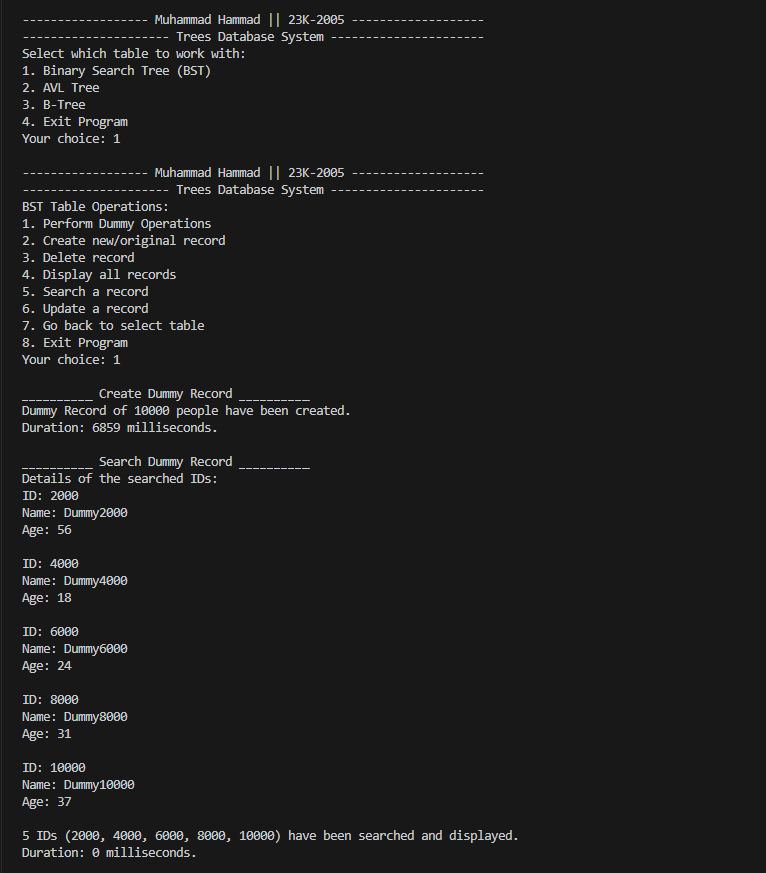 ------------------ Muhammad Hammad || 23K-2005 -------------------
--------------------- Trees Database System ----------------------
Select which table to work with:
1. Binary Search Tree (BST)
2. AVL Tree
3. B-Tree
4. Exit Program
Your choice: 1
------------------ Muhammad Hammad || 23K-2005 -------------------
--------------------- Trees Database System ----------------------
BST Table Operations:
1. Perform Dummy Operations
2. Create new/original record
3. Delete record
4. Display all records
5. Search a record
6. Update a record
7. Go back to select table
8. Exit Program
Your choice: 1
__________ Create Dummy Record __________
Dummy Record of 10000 people have been created.
Duration: 6859 milliseconds.
__________ Search Dummy Record __________
Details of the searched IDs:
ID: 2000
Name: Dummy2000
Age: 56
ID: 4000
Name: Dummy4000
Age: 18
ID: 6000
Name: Dummy6000
Age: 24
ID: 8000
Name: Dummy8000
Age: 31
ID: 10000
Name: Dummy10000
Age: 37
5 IDs (2000, 4000, 6000, 8000, 10000) have been searched and displayed.
Duration: 0 milliseconds.